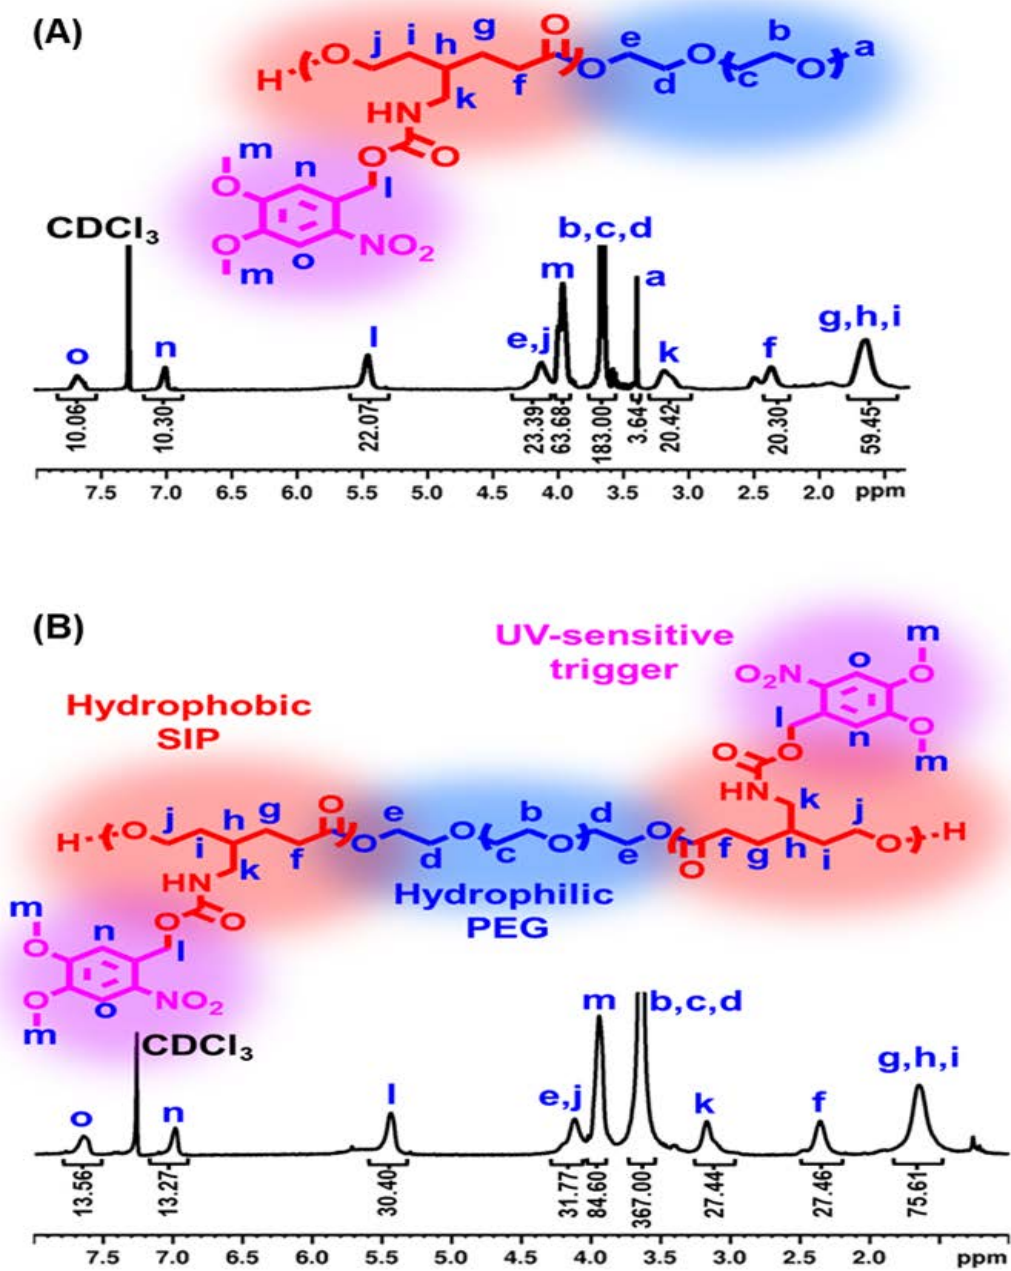 (A)
O
O
j
i
h
g
e
O
b
a
H
(
)
O
f
d
(
c
O
)
HN
k
m
n
O
O
l
O
O
NO2
m
o
CDCl3
b,c,d
m
a
o
n
l
e,j
k
f
g,h,i
10.06
10.30
22.07
23.39
63.68
183.00
3.64
20.42
20.30
59.45
7.5 7.0 6.5 6.0 5.5 5.0 4.5 4.0 3.5 3.0 2.5 2.0 ppm
(B)
UV-sensitive
trigger
m
O2N
o
O
l
n
O
m
Hydrophobic
SIP
O
O
HN
k
j
O
H
(
O
j
i
h
g
f
)
O
e
d
O
(
c
b
O
)
d
e
O
(
O
f
g
h
i
O
)
H
HN
k
Hydrophilic
PEG
m
n
O
O
l
O
O
NO2
m
o
CDCl3
m
b,c,d
o
n
l
e,j
k
f
g,h,i
13.56
13.27
30.40
31.77
84.60
367.00
27.44
27.46
75.61
7.5 7.0 6.5 6.0 5.5 5.0 4.5 4.0 3.5 3.0 2.5 2.0 ppm